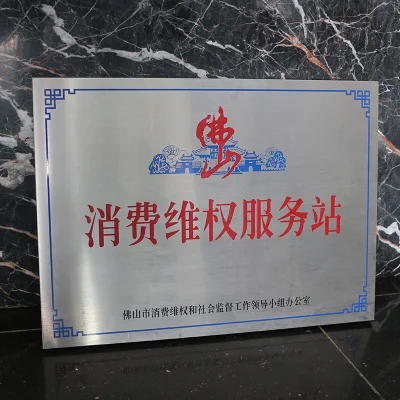 佛山
消费维权服务站
佛山市消费维权和社会监督工作领导小组办公室